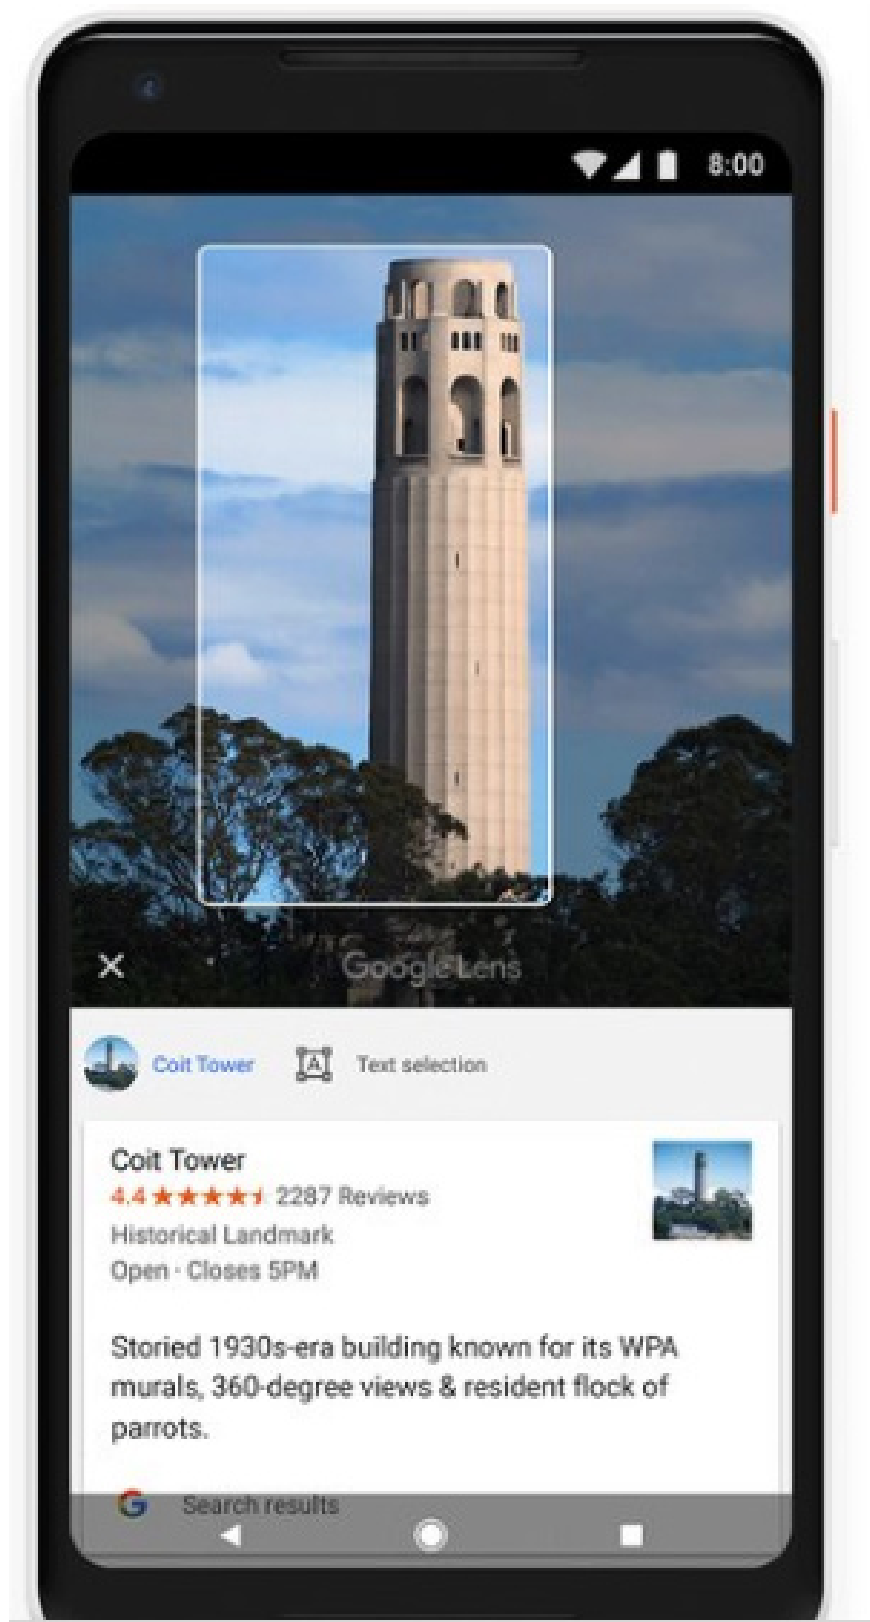 8:00
Google Lens
Coit Tower
Text selection
Coit Tower
4.4 2287 Reviews
Historical Landmark
Open · Closes 5PM
Storied 1930s-era building known for its WPA
murals, 360-degree views & resident flock of
parrots.
G Search results